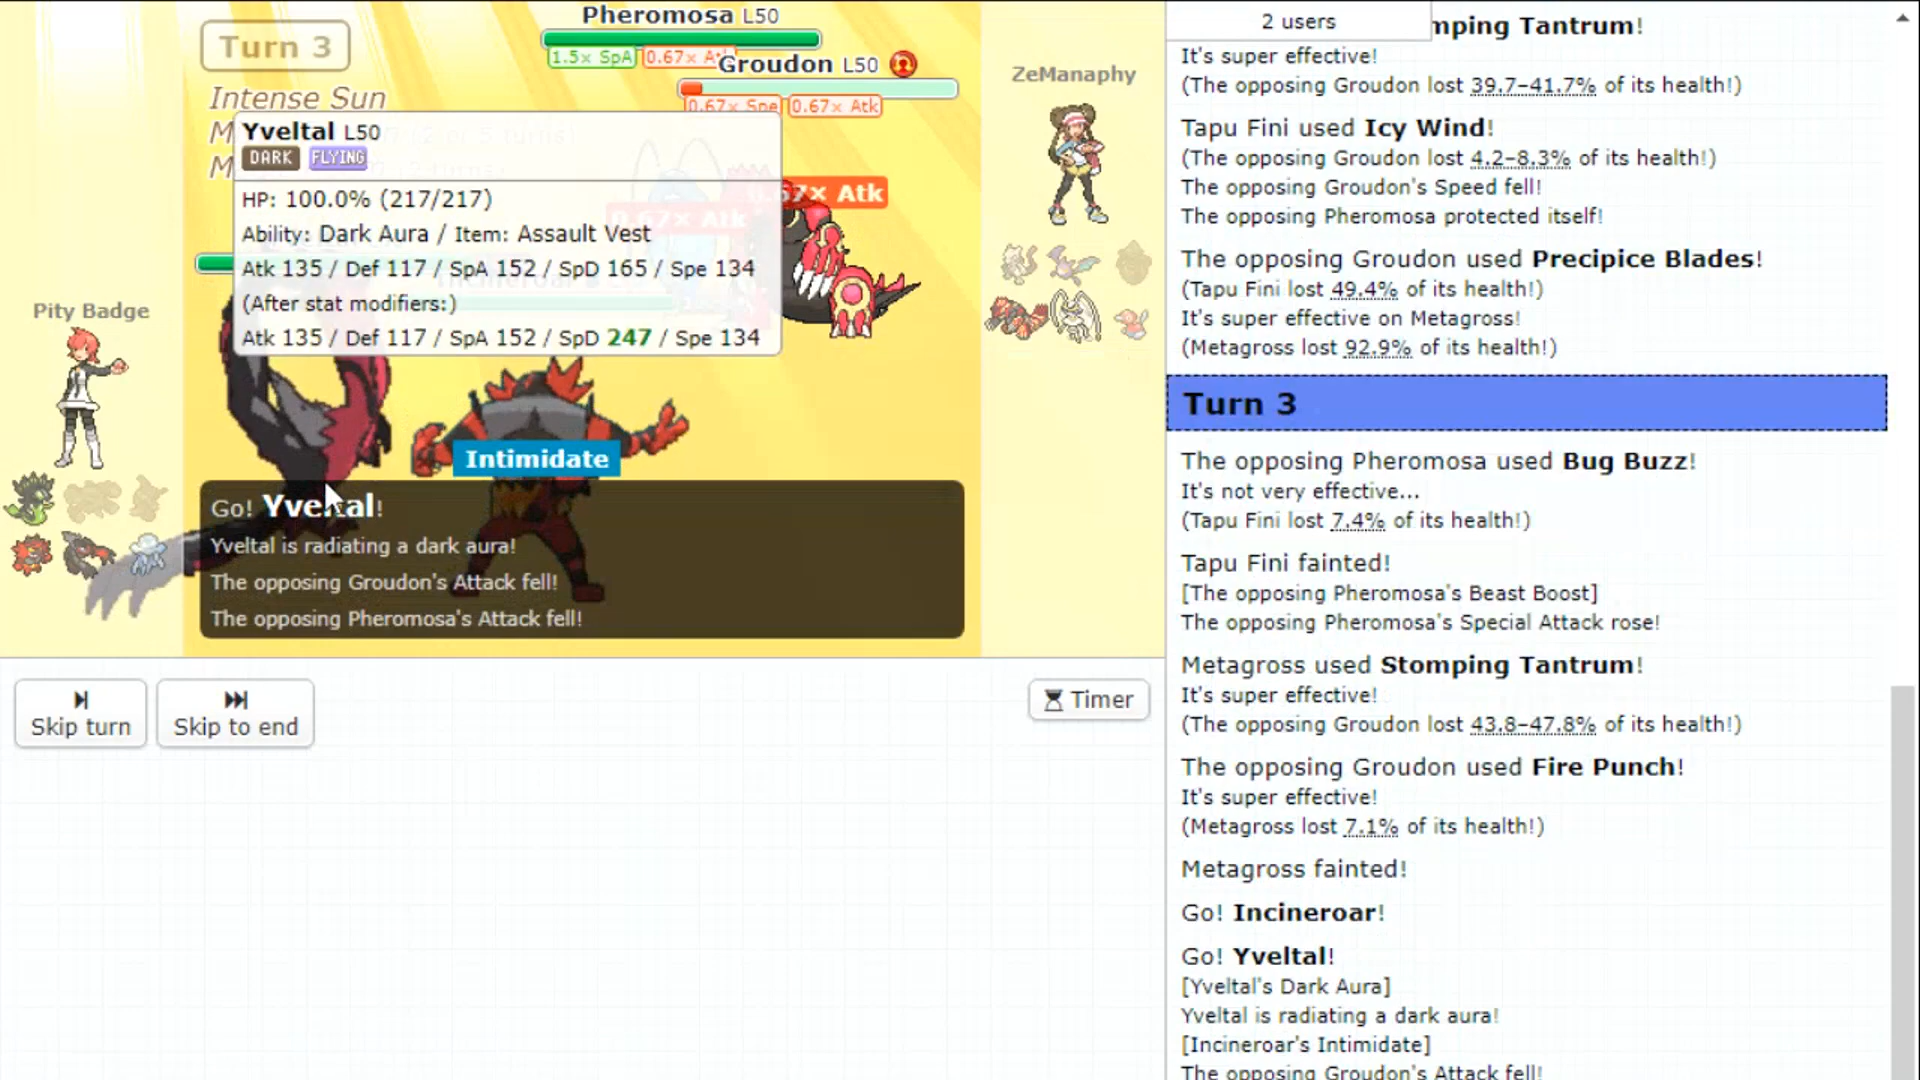 Turn 3
Intense Sun
Pheromosa L50
1.5× SpA
0.67× At
Groudon L50
0.67× Spe
0.67× Atk
Yveltal L50
DARK
FLYING
HP: 100.0% (217/217)
Ability: Dark Aura / Item: Assault Vest
Atk 135 / Def 117 / SpA 152 / SpD 165 / Spe 134
(After stat modifiers:)
Atk 135 / Def 117 / SpA 152 / SpD 247 / Spe 134
Incineroar
0.67× Atk
67× Atk
Pity Badge
ZeManaphy
Intimidate
Go! Yveltal!
Yveltal is radiating a dark aura!
The opposing Groudon's Attack fell!
The opposing Pheromosa's Attack fell!
Skip turn
Skip to end
Timer
2 users
mping Tantrum!
It's super effective!
(The opposing Groudon lost 39.7–41.7% of its health!)
Tapu Fini used Icy Wind!
(The opposing Groudon lost 4.2–8.3% of its health!)
The opposing Groudon's Speed fell!
The opposing Pheromosa protected itself!
The opposing Groudon used Precipice Blades!
(Tapu Fini lost 49.4% of its health!)
It's super effective on Metagross!
(Metagross lost 92.9% of its health!)
Turn 3
The opposing Pheromosa used Bug Buzz!
It's not very effective...
(Tapu Fini lost 7.4% of its health!)
Tapu Fini fainted!
[The opposing Pheromosa's Beast Boost]
The opposing Pheromosa's Special Attack rose!
Metagross used Stomping Tantrum!
It's super effective!
(The opposing Groudon lost 43.8–47.8% of its health!)
The opposing Groudon used Fire Punch!
It's super effective!
(Metagross lost 7.1% of its health!)
Metagross fainted!
Go! Incineroar!
Go! Yveltal!
[Yveltal's Dark Aura]
Yveltal is radiating a dark aura!
[Incineroar's Intimidate]
The opposing Groudon's Attack fell!